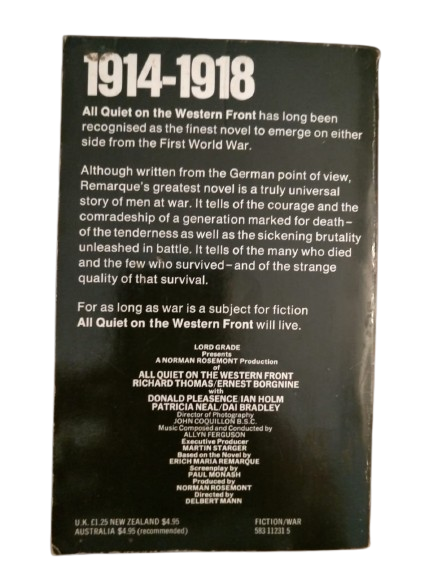 1914-1918
All Quiet on the Western Front has long been
recognised as the finest novel to emerge on either
side from the First World War.
Although written from the German point of view,
Remarque's greatest novel is a truly universal
story of men at war. It tells of the courage and the
comradeship of a generation marked for death–
of the tenderness as well as the sickening brutality
unleashed in battle. It tells of the many who died
and the few who survived–and of the strange
quality of that survival.
For as long as war is a subject for fiction
All Quiet on the Western Front will live.
LORD GRADE
Presents
A NORMAN ROSEMONT Production
of
ALL QUIET ON THE WESTERN FRONT
RICHARD THOMAS/ERNEST BORGNINE
with
DONALD PLEASENCE IAN HOLM
PATRICIA NEAL/DAI BRADLEY
Director of Photography
JOHN COQUILLON B.S.C.
Music Composed and Conducted by
ALLYN FERGUSON
Executive Producer
MARTIN STARGER
Based on the Novel by
ERICH MARIA REMARQUE
Screenplay by
PAUL MONASH
Produced by
NORMAN ROSEMONT
Directed by
DELBERT MANN
U.K. £1.25 NEW ZEALAND $4.95 FICTION/WAR
AUSTRALIA $4.95 (recommended) 583 11231 5